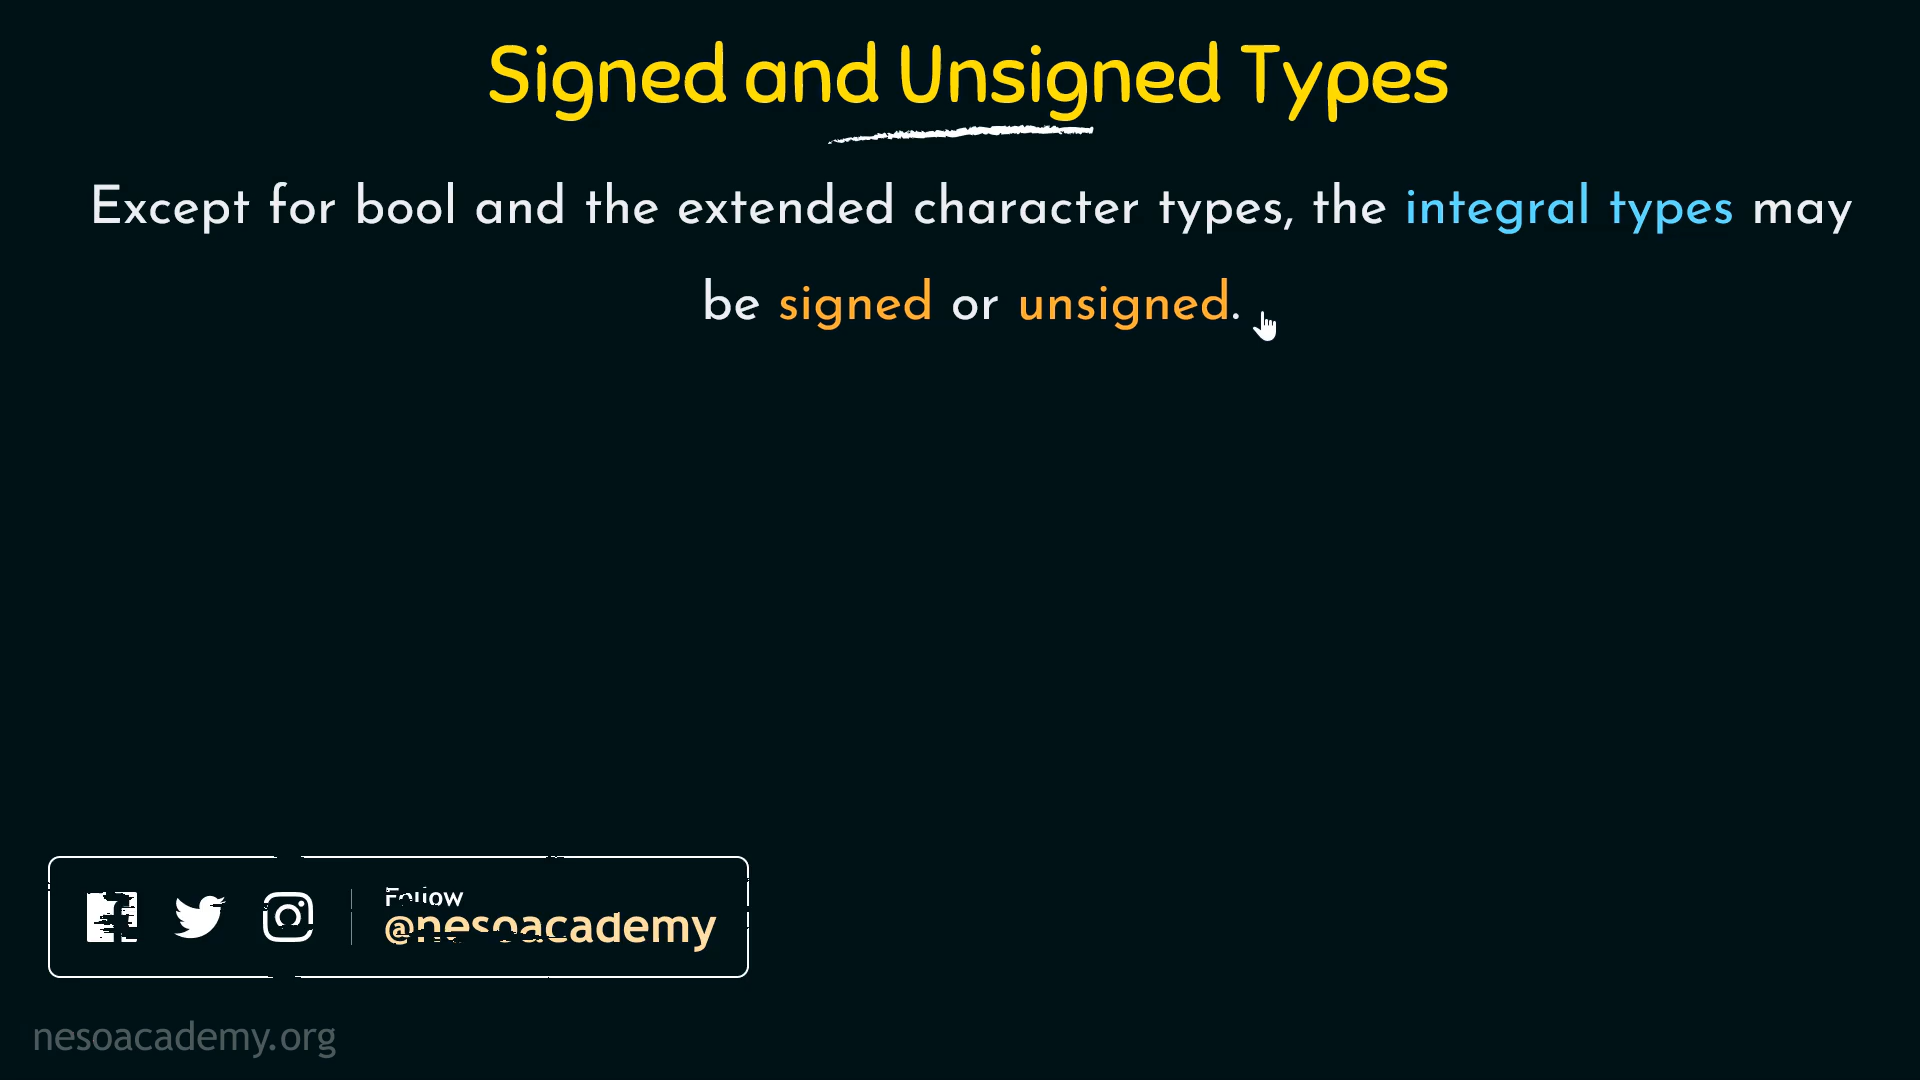 Signed and Unsigned Types
Except for bool and the extended character types, the integral types may
be signed or unsigned.
Follow
@nesoacademy
nesoacademy.org